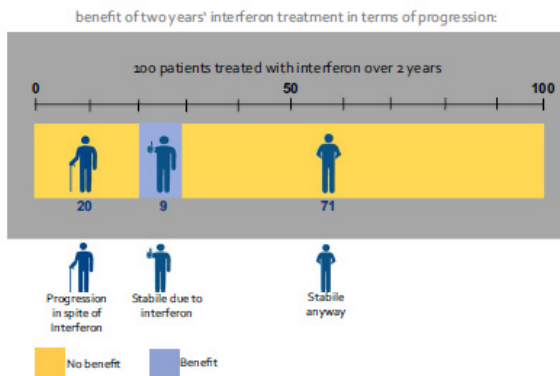 benefit of two years' interferon treatment in terms of progression:
100 patients treated with interferon over 2 years
0 50 100
20 9 71
Progression
in spite of
Interferon
Stabile due to
interferon
Stabile
anyway
No benefit
Benefit